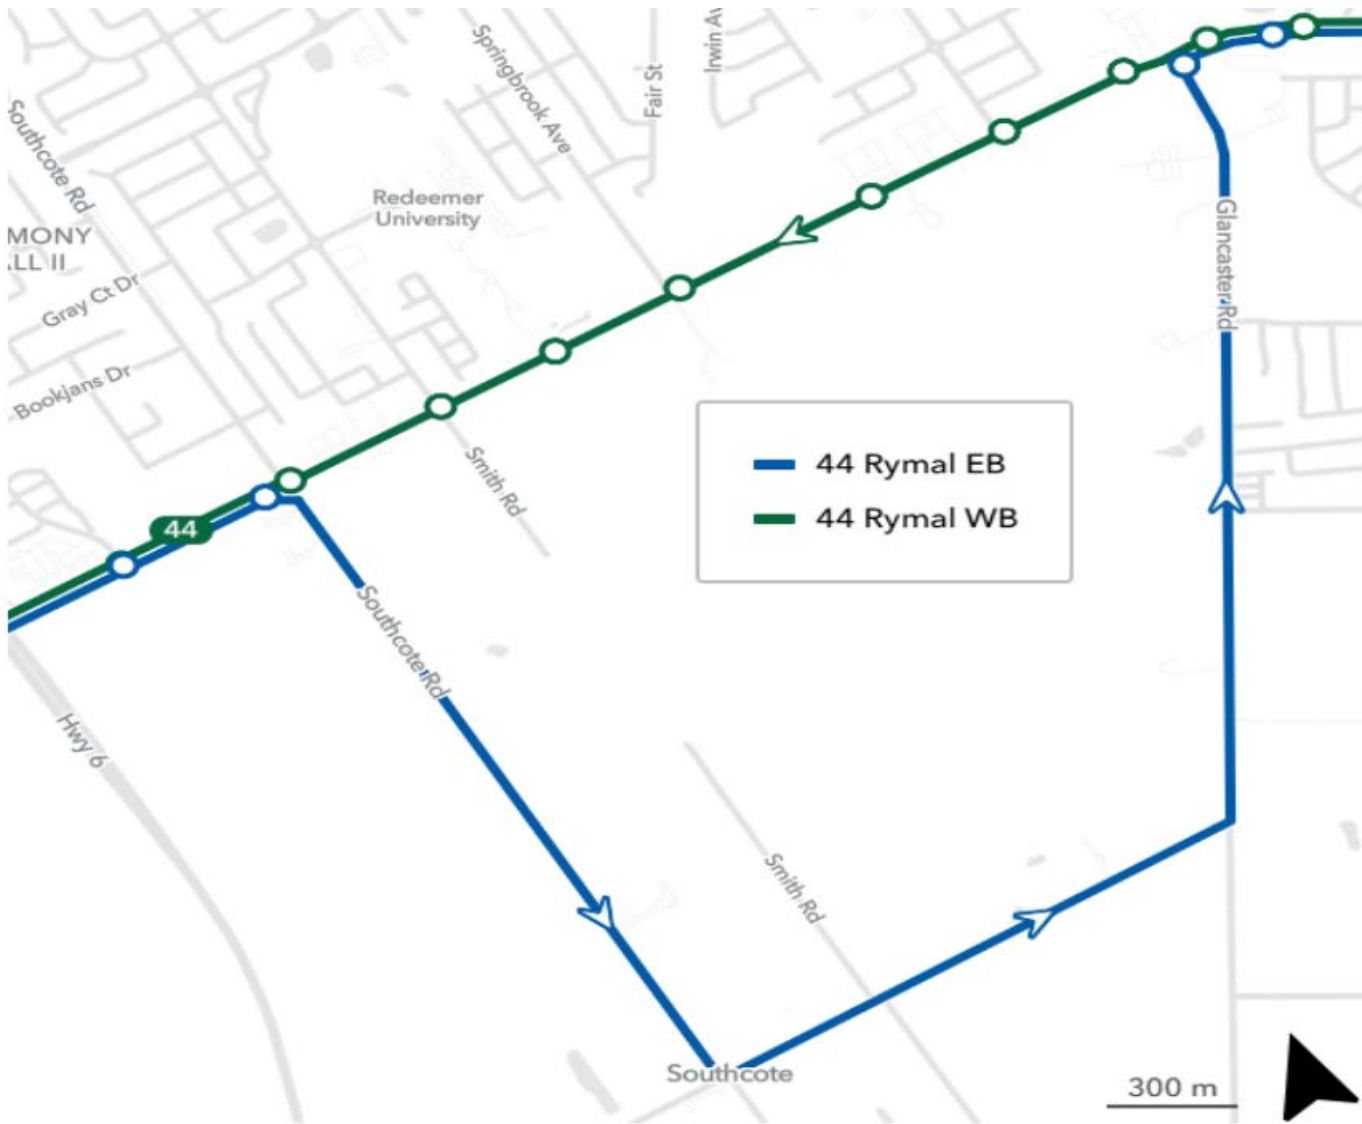 Springbrook Ave
Fair St
Irwin Av
Southcote Rd
Redeemer
University
MONY
LL II
Gray Ct Dr
Glancaster Rd
Bookjans Dr
Smith Rd
44 Rymal EB
44 Rymal WB
44
Southcote Rd
Hwy 6
Smith Rd
Southcote
300 m